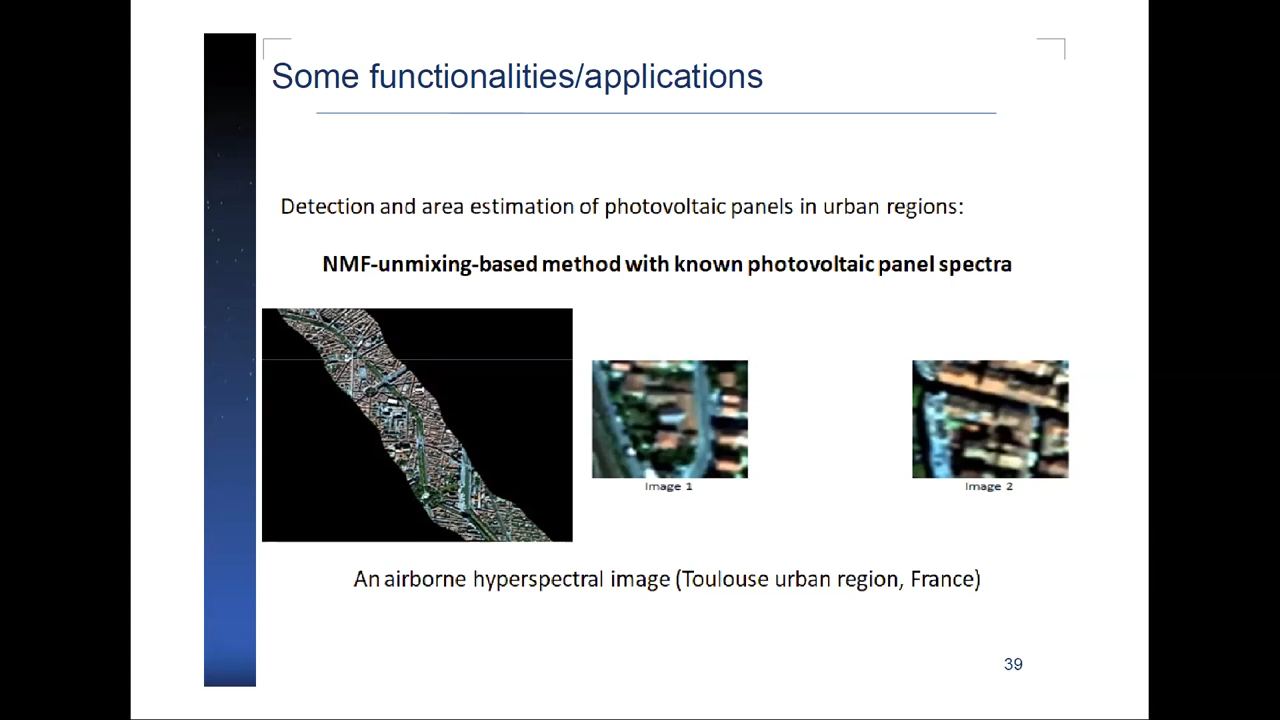 Some functionalities/applications
Detection and area estimation of photovoltaic panels in urban regions:
NMF-unmixing-based method with known photovoltaic panel spectra
Image 1
Image 2
An airborne hyperspectral image (Toulouse urban region, France)
39